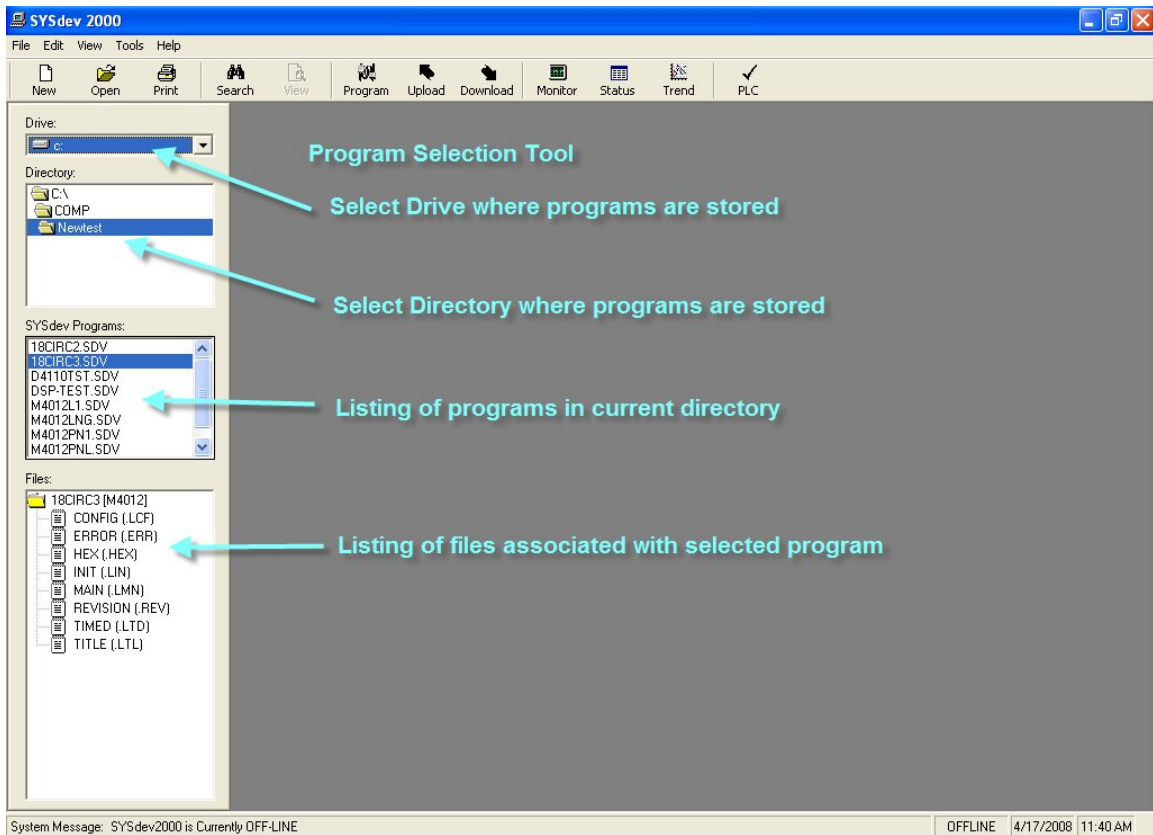 SYSdev 2000
File Edit View Tools Help
New Open Print Search View Program Upload Download Monitor Status Trend PLC
Drive:
c:
Program Selection Tool
Directory:
C:\
COMP
Newtest
Select Drive where programs are stored
Select Directory where programs are stored
SYSdev Programs:
18CIRC2.SDV
18CIRC3.SDV
D4110TST.SDV
DSP-TEST.SDV
M4012L1.SDV
M4012LNG.SDV
M4012PN1.SDV
M4012PNL.SDV
Listing of programs in current directory
Files:
18CIRC3 [M4012]
CONFIG (.LCF)
ERROR (.ERR)
HEX (.HEX)
INIT (.LIN)
MAIN (.LMN)
REVISION (.REV)
TIMED (.LTD)
TITLE (.LTL)
Listing of files associated with selected program
System Message: SYSdev2000 is Currently OFF-LINE
OFFLINE 4/17/2008 11:40 AM